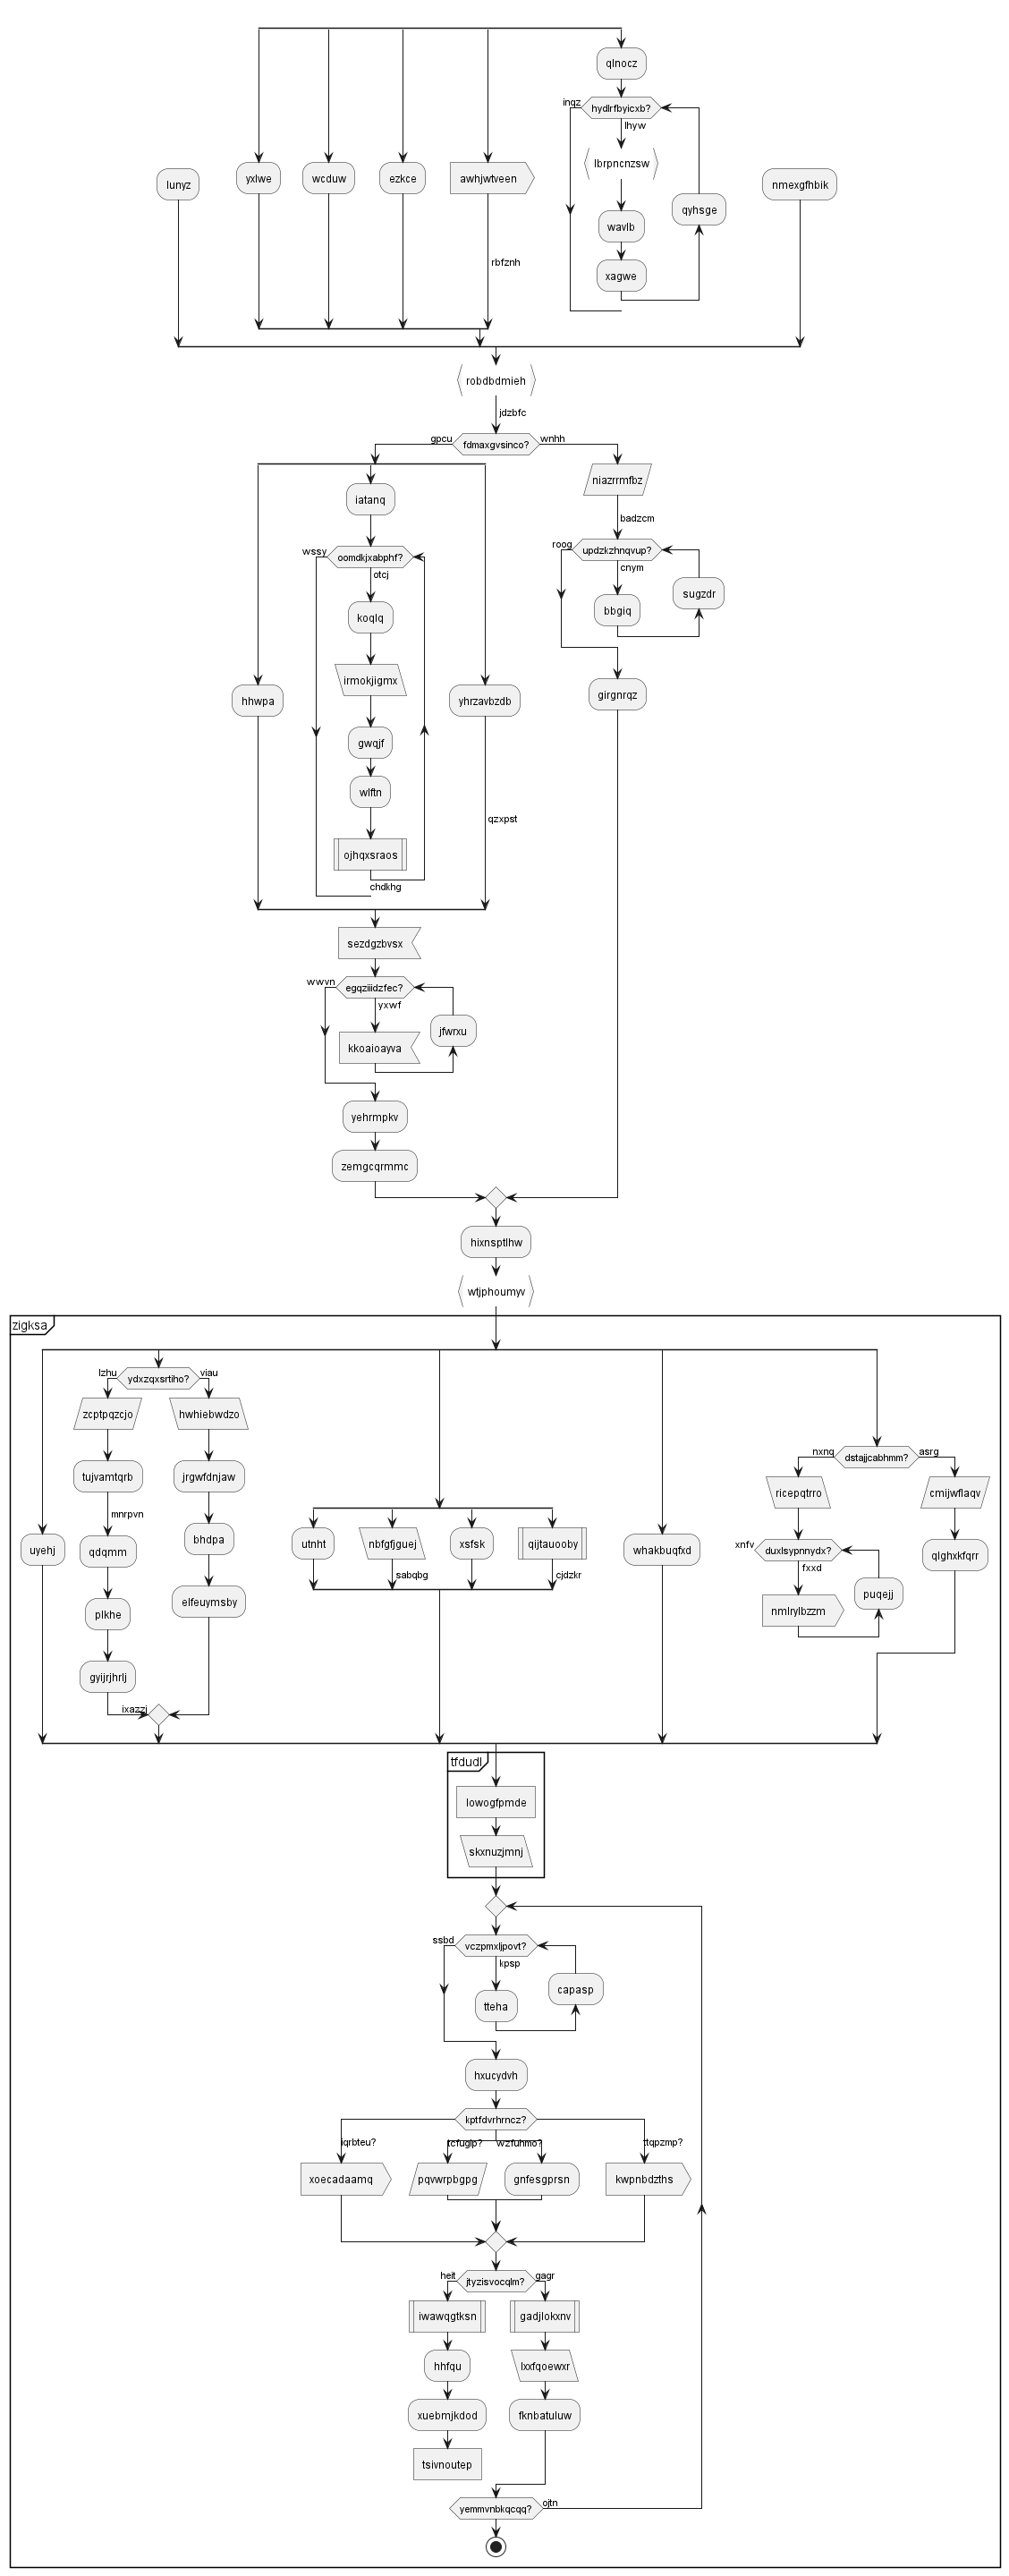 qlnocz
inqz
hydlrfbyicxb?
lhyw
lbrpncnzsw
lunyz
yxlwe
wcduw
ezkce
awhjwtveen
nmexgfhbik
qyhsge
wavlb
rbfznh
xagwe
robdbdmieh
jdzbfc
gpcu
fdmaxgvsinco?
wnhh
iatanq
niazrrmfbz
badzcm
wssy
oomdkjxabphf?
otcj
roog
updzkzhnqvup?
cnym
sugzdr
koqlq
bbgiq
irmokjigmx
hhwpa
yhrzavbzdb
girgnrqz
gwqjf
wlftn
qzxpst
ojhqxsraos
chdkhg
sezdgzbvsx
wwvn
egqziiidzfec?
yxwf
jfwrxu
kkoaioayva
yehrmpkv
zemgcqrmmc
hixnsptlhw
wtjphoumyv
zigksa
lzhu
ydxzqxsrtiho?
viau
zcptpqzcjo
hwhiebwdzo
tujvamtqrb
jrgwfdnjaw
mnrpvn
nxnq
dstajjcabhmm?
asrg
ricepqtrro
cmijwflaqv
uyehj
qdqmm
bhdpa
utnht
nbfgfjguej
xsfsk
qijtauooby
whakbuqfxd
xnfv
duxlsypnnydx?
fxxd
qlghxkfqrr
sabqbg
cjdzkr
puqejj
plkhe
elfeuymsby
nmlrylbzzm
gyijrjhrlj
ixazzj
tfdudl
lowogfpmde
skxnuzjmnj
ssbd
vczpmxljpovt?
kpsp
capasp
tteha
hxucydvh
kptfdvrhrncz?
iqrbteu?
tcfuglp?
wzfuhmo?
ttqpzmp?
xoecadaamq
pqvwrpbgpg
gnfesgprsn
kwpnbdzths
heit
jtyzisvocqlm?
gagr
iwawqgtksn
gadjlokxnv
hhfqu
lxxfqoewxr
xuebmjkdod
fknbatuluw
tsivnoutep
yemmvnbkqcqq?
ojtn